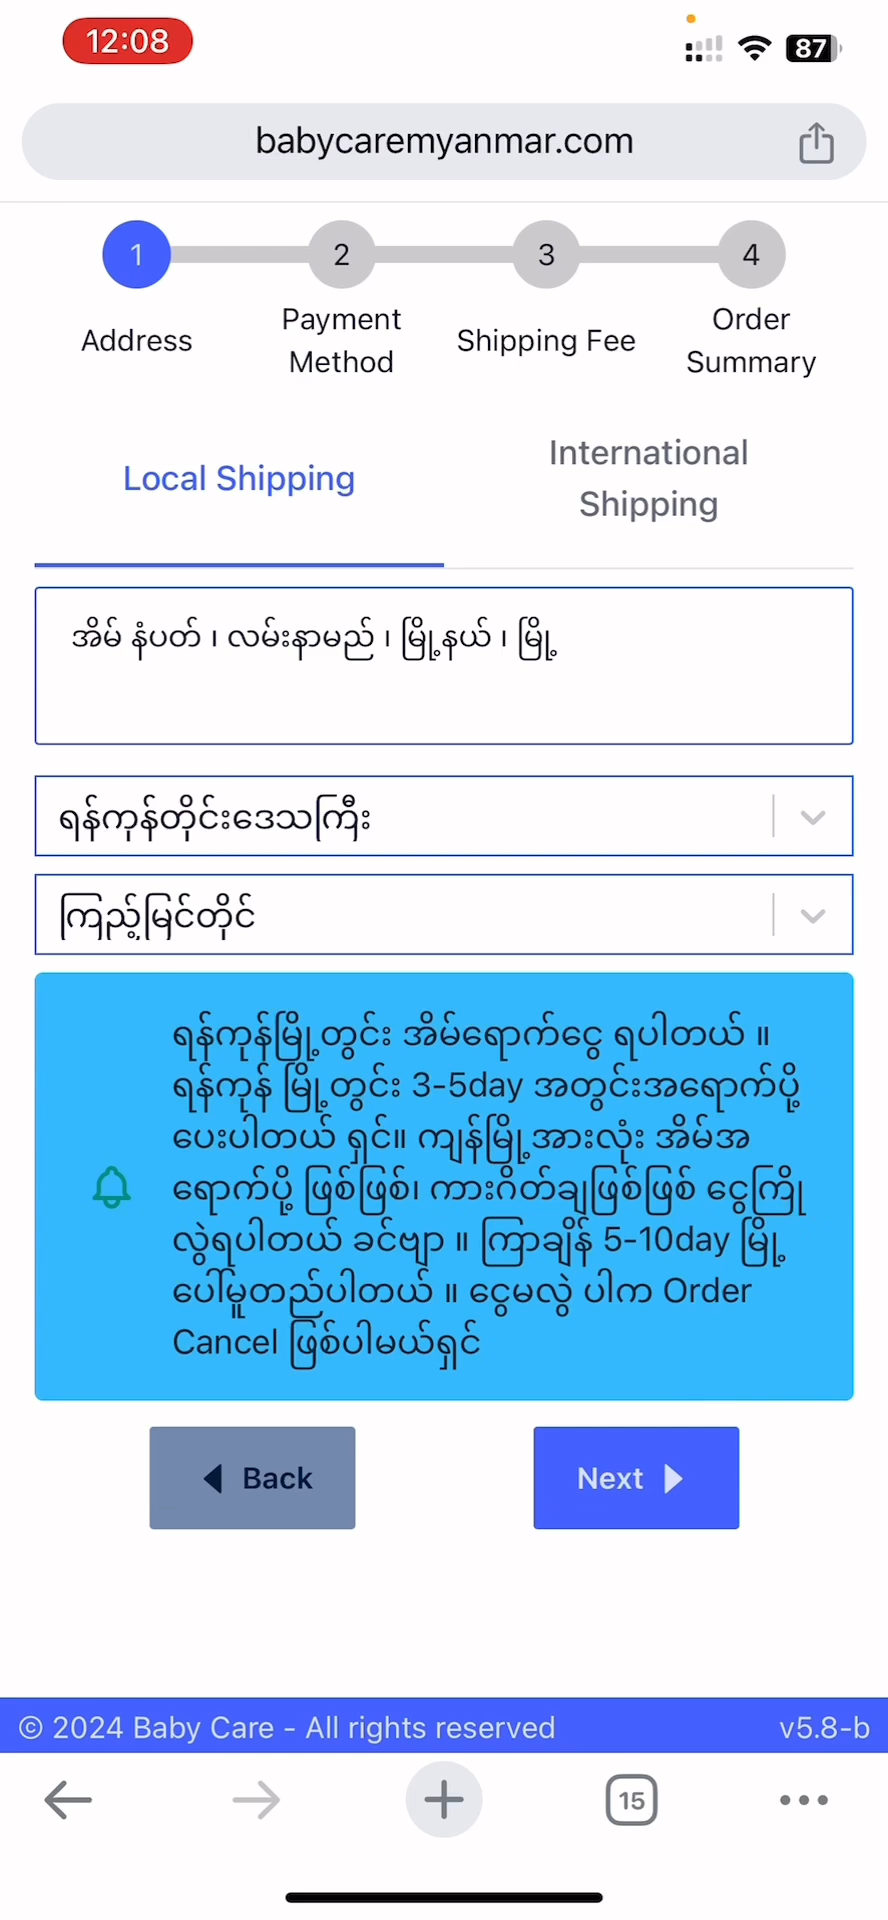 12:08
87
babycaremyanmar.com
1
2
3
4
Address
Payment
Method
Shipping Fee
Order
Summary
Local Shipping
International
Shipping
အိမ် နံပတ် ၊ လမ်းနာမည် ၊ မြို့နယ် ၊ မြို့
ရန်ကုန်တိုင်းဒေသကြီး
ကြည့်မြင်တိုင်
ရန်ကုန်မြို့တွင်း အိမ်ရောက်ငွေ ရပါတယ် ။
ရန်ကုန် မြို့တွင်း 3-5day အတွင်းအရောက်ပို့
ပေးပါတယ် ရှင်။ ကျန်မြို့အားလုံး အိမ်အ
ရောက်ပို့ ဖြစ်ဖြစ်၊ ကားဂိတ်ချဖြစ်ဖြစ် ငွေကြို
လွဲရပါတယ် ခင်ဗျာ ။ ကြာချိန် 5-10day မြို့
ပေါ်မူတည်ပါတယ် ။ ငွေမလွဲ ပါက Order
Cancel ဖြစ်ပါမယ်ရှင်
Back
Next
© 2024 Baby Care - All rights reserved
v5.8-b
15